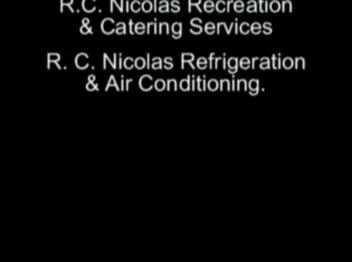 R.C. Nicolas Recreation
& Catering Services
R. C. Nicolas Refrigeration
& Air Conditioning.